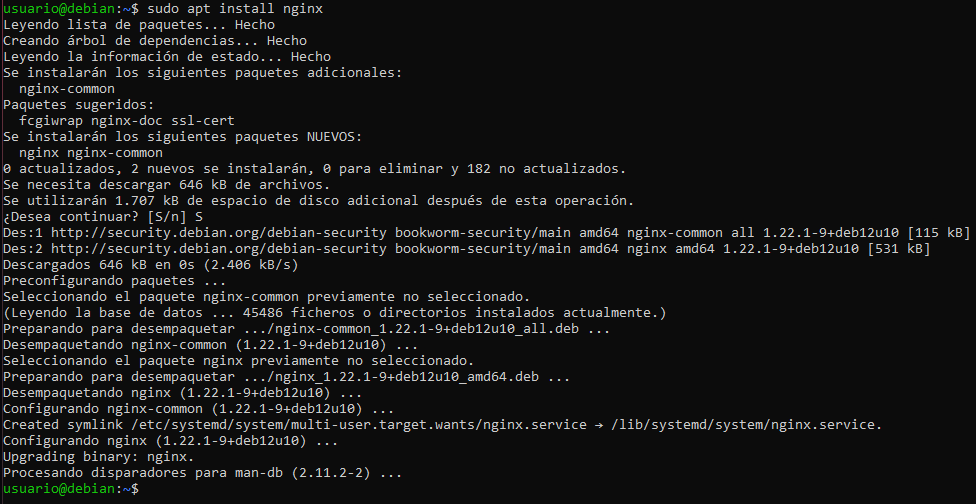 usuario@debian:~$ sudo apt install nginx
Leyendo lista de paquetes... Hecho
Creando árbol de dependencias... Hecho
Leyendo la información de estado... Hecho
Se instalarán los siguientes paquetes adicionales:
  nginx-common
Paquetes sugeridos:
  fcgiwrap nginx-doc ssl-cert
Se instalarán los siguientes paquetes NUEVOS:
  nginx nginx-common
0 actualizados, 2 nuevos se instalarán, 0 para eliminar y 182 no actualizados.
Se necesita descargar 646 kB de archivos.
Se utilizarán 1.707 kB de espacio de disco adicional después de esta operación.
¿Desea continuar? [S/n] S
Des:1 http://security.debian.org/debian-security bookworm-security/main amd64 nginx-common all 1.22.1-9+deb12u10 [115 kB]
Des:2 http://security.debian.org/debian-security bookworm-security/main amd64 nginx amd64 1.22.1-9+deb12u10 [531 kB]
Descargados 646 kB en 0s (2.406 kB/s)
Preconfigurando paquetes ...
Seleccionando el paquete nginx-common previamente no seleccionado.
(Leyendo la base de datos ... 45486 ficheros o directorios instalados actualmente.)
Preparando para desempaquetar .../nginx-common_1.22.1-9+deb12u10_all.deb ...
Desempaquetando nginx-common (1.22.1-9+deb12u10) ...
Seleccionando el paquete nginx previamente no seleccionado.
Preparando para desempaquetar .../nginx_1.22.1-9+deb12u10_amd64.deb ...
Desempaquetando nginx (1.22.1-9+deb12u10) ...
Configurando nginx-common (1.22.1-9+deb12u10) ...
Created symlink /etc/systemd/system/multi-user.target.wants/nginx.service → /lib/systemd/system/nginx.service.
Configurando nginx (1.22.1-9+deb12u10) ...
Upgrading binary: nginx.
Procesando disparadores para man-db (2.11.2-2) ...
usuario@debian:~$